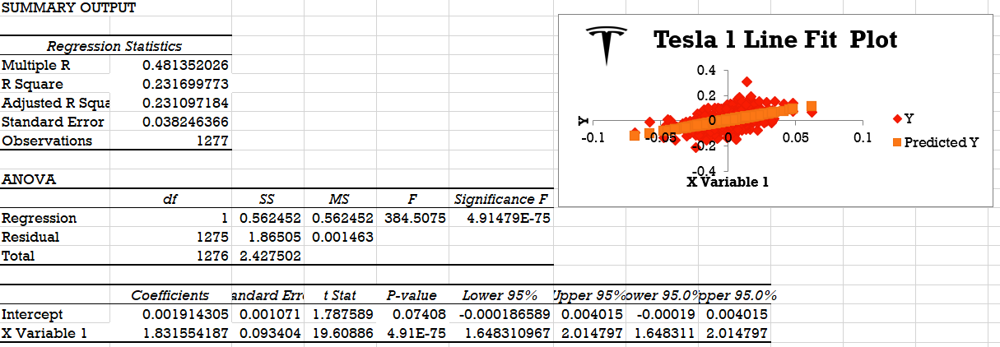 SUMMARY OUTPUT
Regression Statistics
Multiple R 0.481352026
R Square 0.231699773
Adjusted R Squa 0.231097184
Standard Error 0.038246366
Observations 1277
Tesla 1 Line Fit Plot
0.4
0.2
0
-0.2
-0.4
-0.1 -0.05 0 0.05 0.1
Y
X Variable 1
Y
Predicted Y
ANOVA
df SS MS F Significance F
Regression 1 0.562452 0.562452 384.5075 4.91479E-75
Residual 1275 1.86505 0.001463
Total 1276 2.427502
Coefficients andard Err t Stat P-value Lower 95% Upper 95% ower 95.0% pper 95.0%
Intercept 0.001914305 0.001071 1.787589 0.07408 -0.000186589 0.004015 -0.00019 0.004015
X Variable 1 1.831554187 0.093404 19.60886 4.91E-75 1.648310967 2.014797 1.648311 2.014797